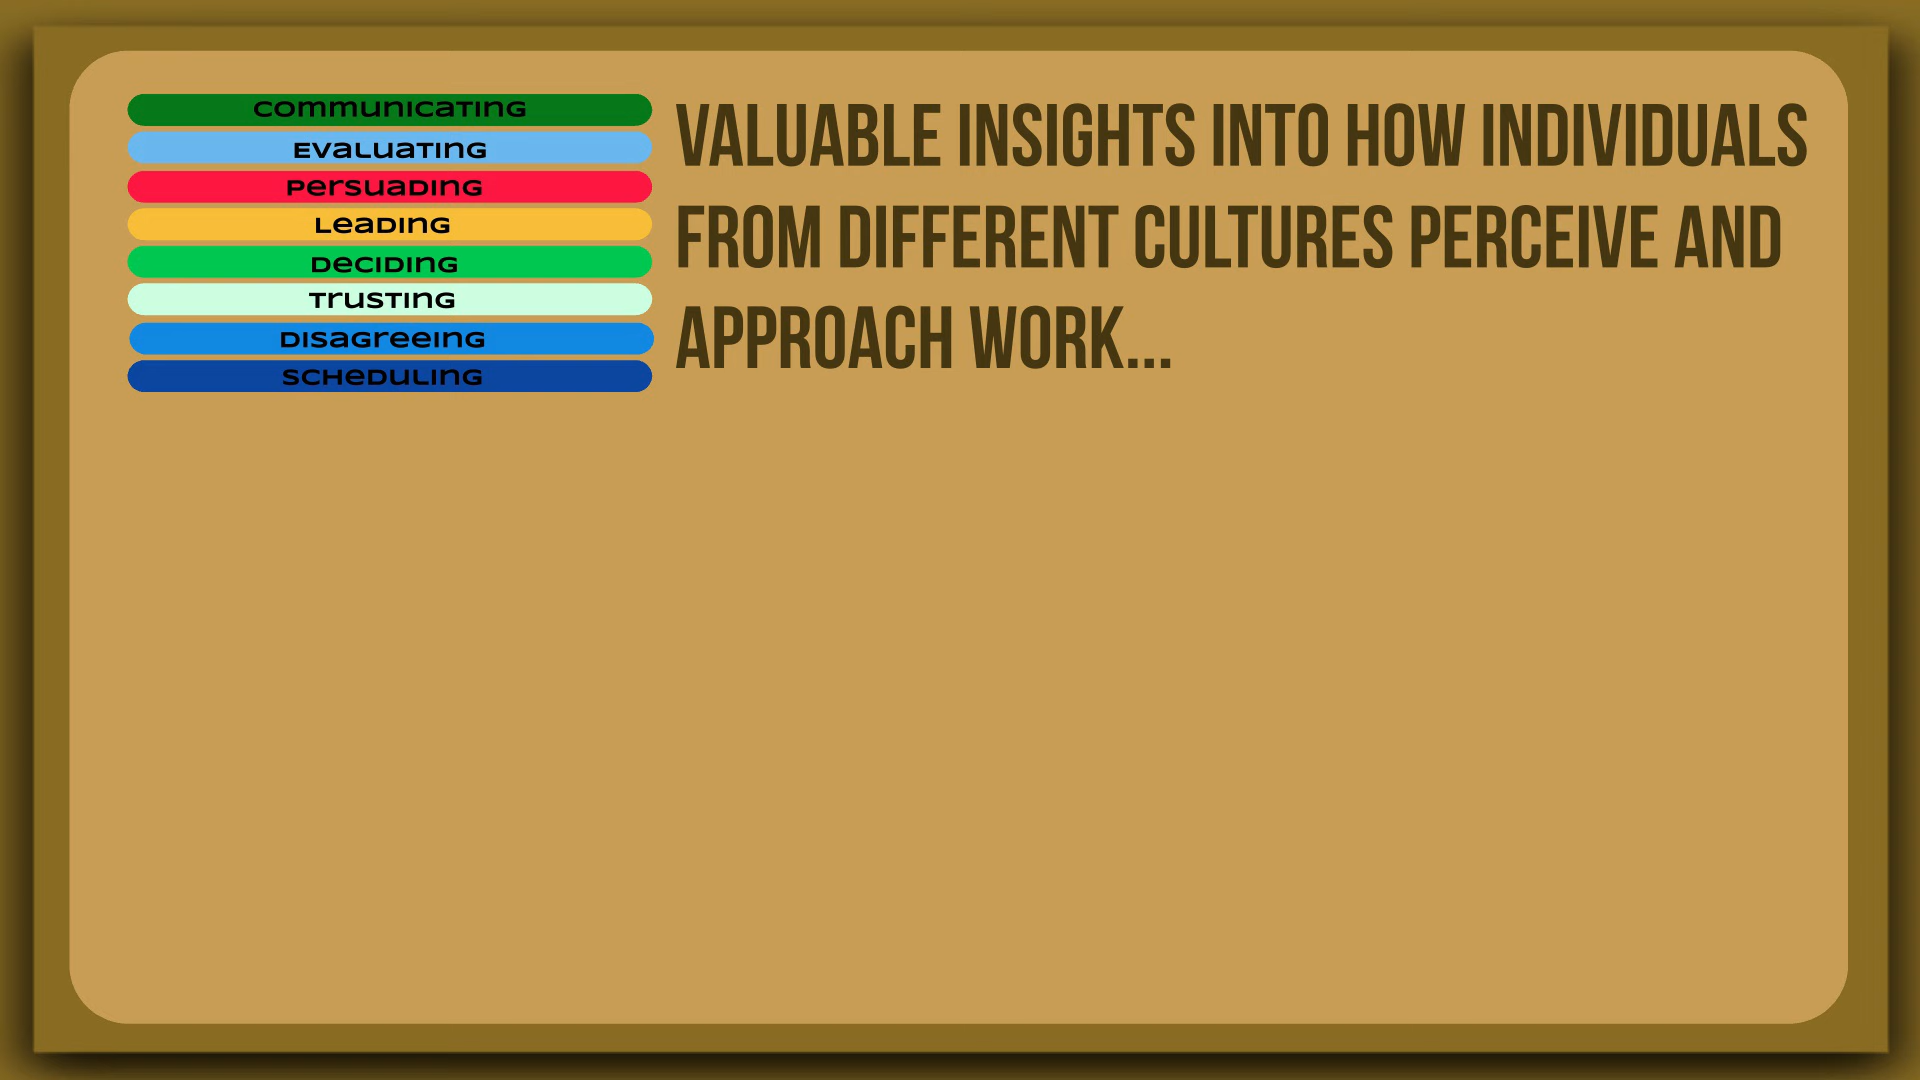 Communicating
Evaluating
Persuading
Leading
Deciding
Trusting
Disagreeing
Scheduling
VALUABLE INSIGHTS INTO HOW INDIVIDUALS
FROM DIFFERENT CULTURES PERCEIVE AND
APPROACH WORK...